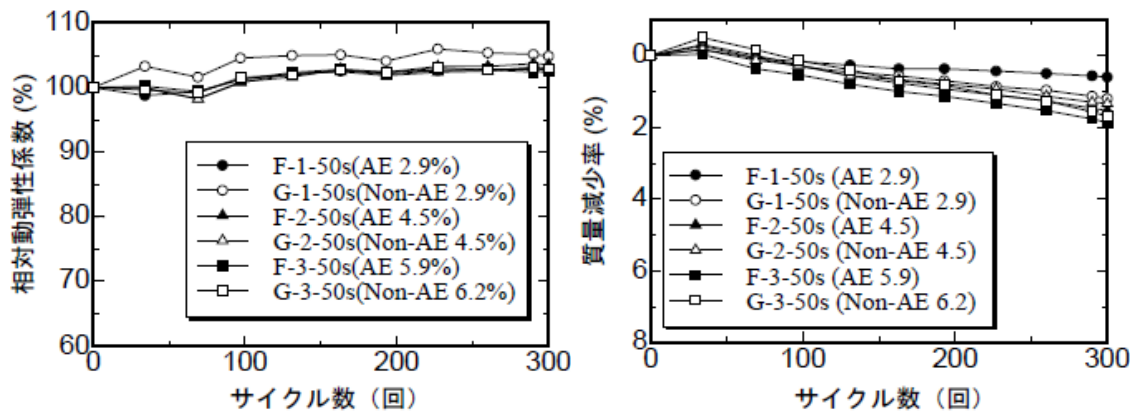 110
100
90
80
70
60
0
100
200
300
相対動弾性係数 (%)
サイクル数（回）
F-1-50s(AE 2.9%)
G-1-50s(Non-AE 2.9%)
F-2-50s(AE 4.5%)
G-2-50s(Non-AE 4.5%)
F-3-50s(AE 5.9%)
G-3-50s(Non-AE 6.2%)
0
2
4
6
8
0
100
200
300
質量減少率 (%)
サイクル数（回）
F-1-50s (AE 2.9)
G-1-50s (Non-AE 2.9)
F-2-50s (AE 4.5)
G-2-50s (Non-AE 4.5)
F-3-50s (AE 5.9)
G-3-50s (Non-AE 6.2)